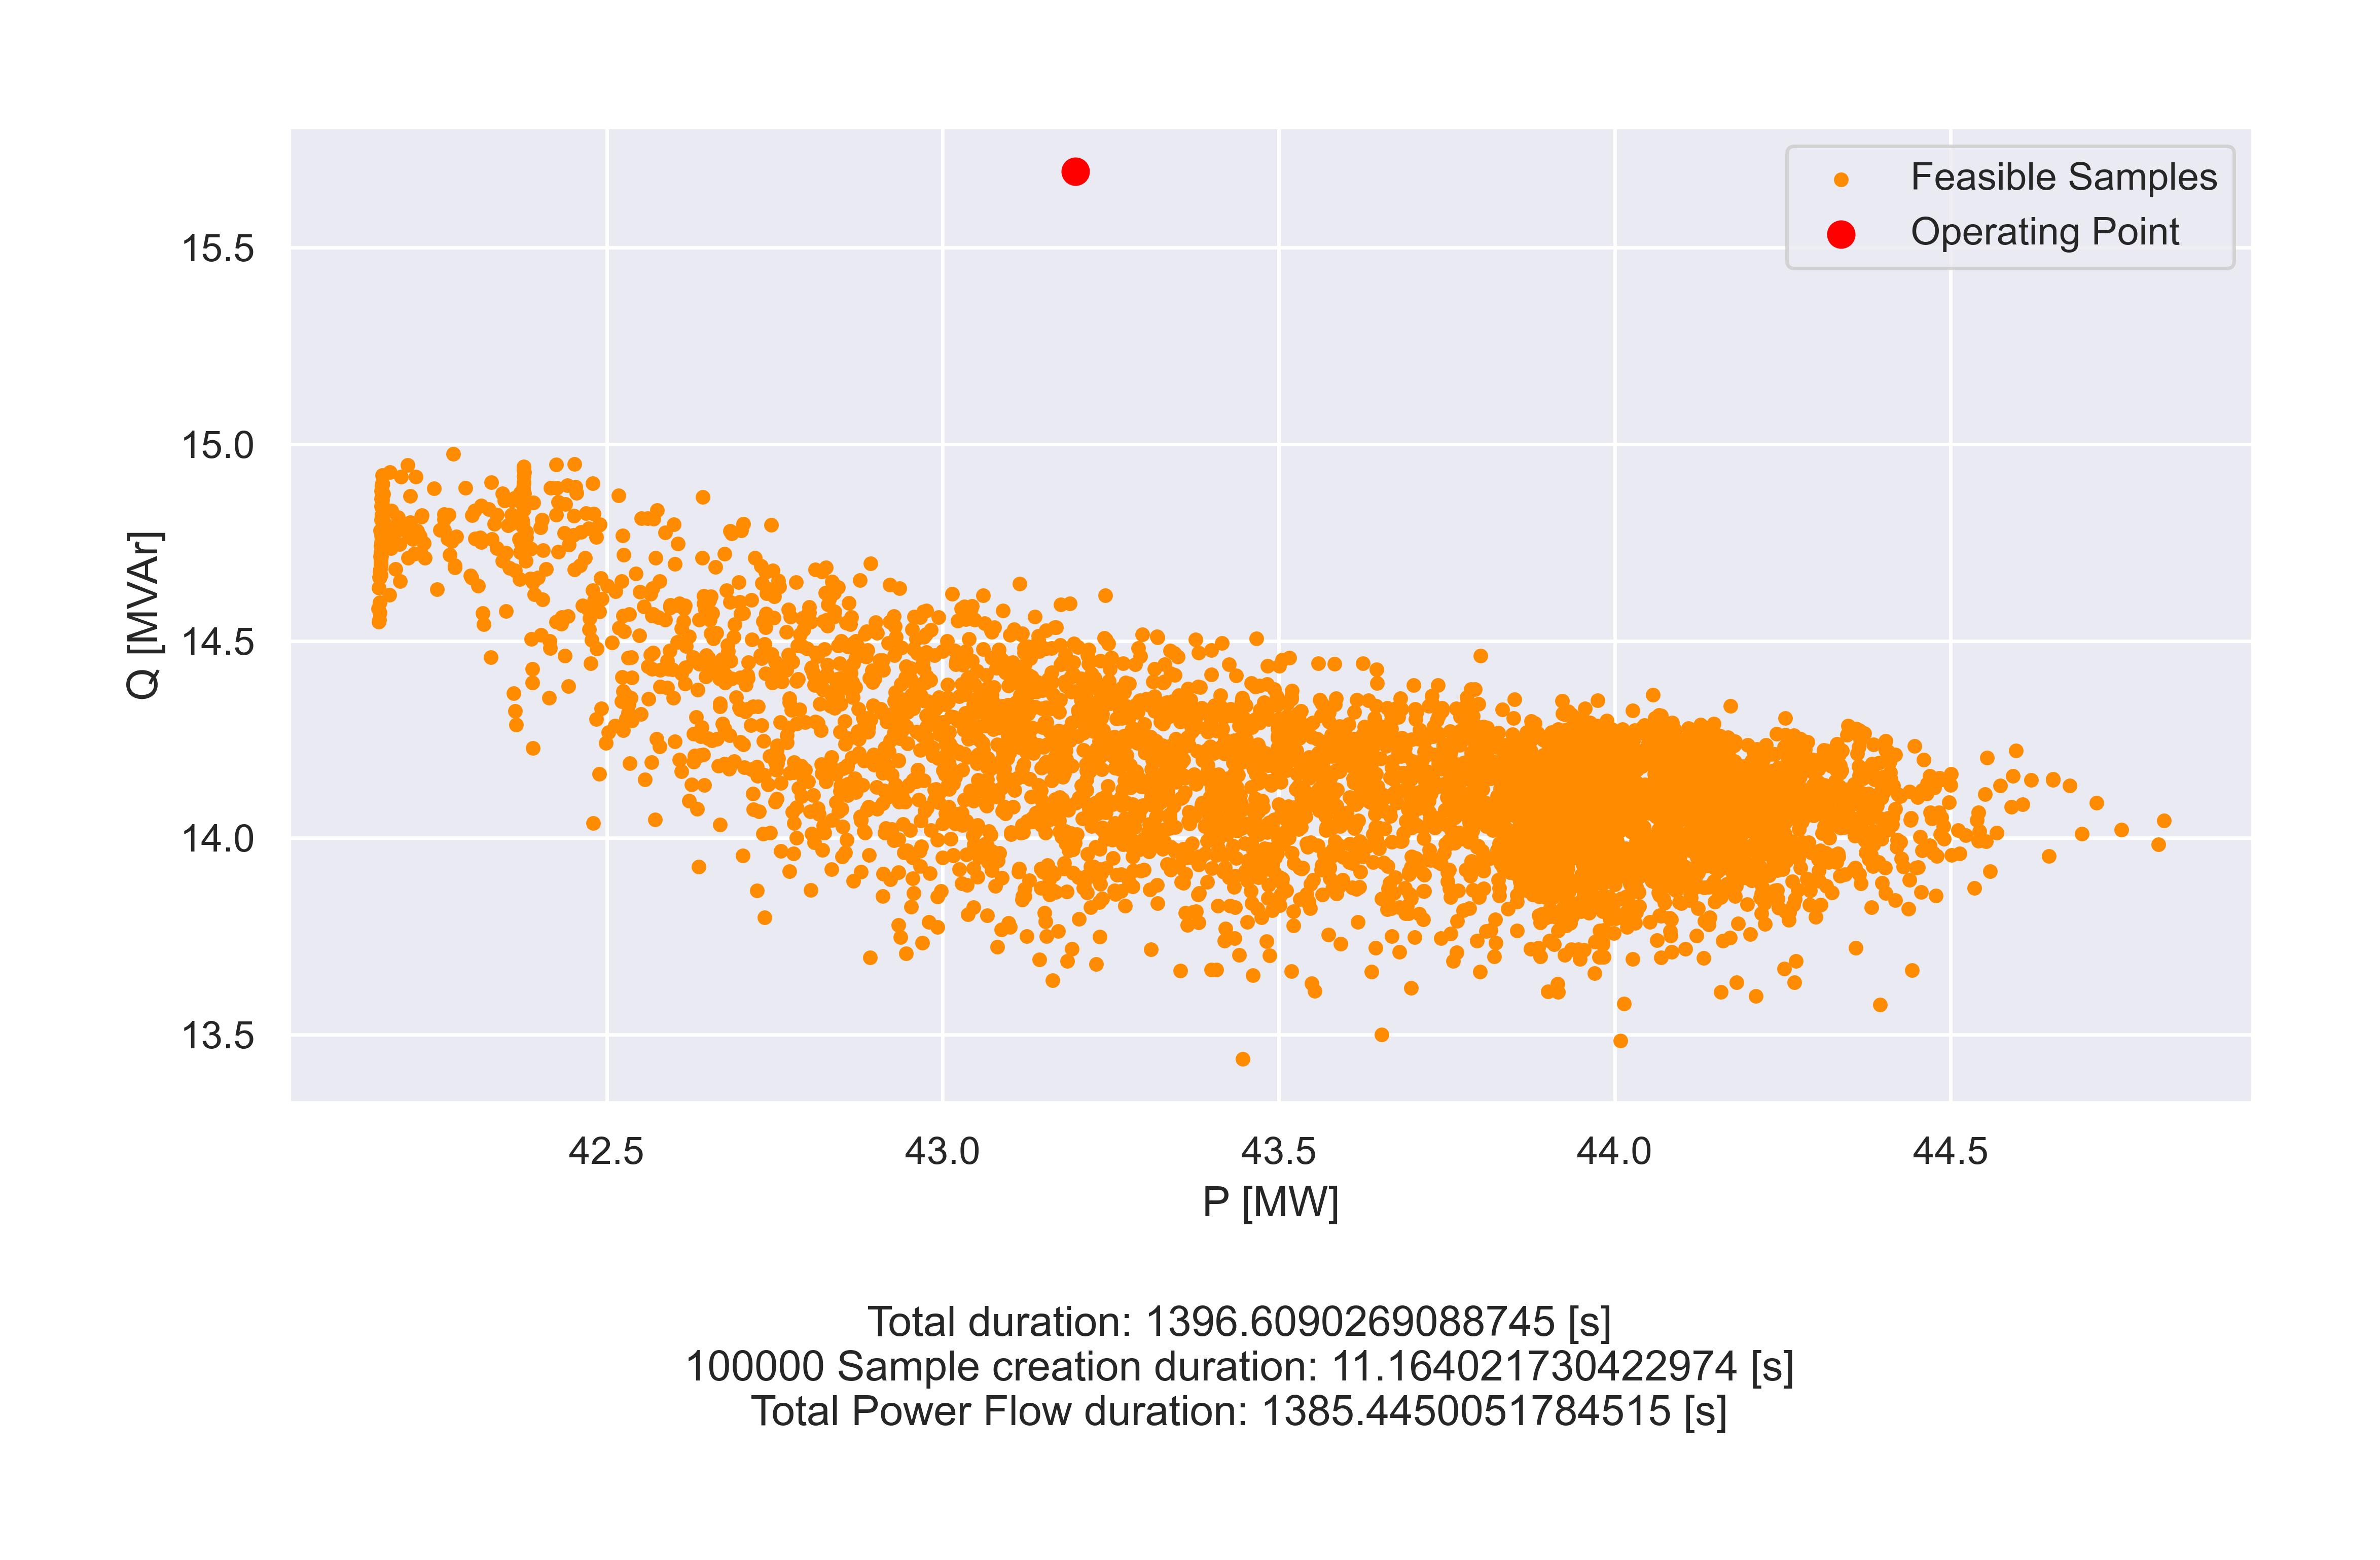 Feasible Samples
Operating Point
Q [MVAr]
15.5
15.0
14.5
14.0
13.5
42.5 43.0 43.5 44.0 44.5
P [MW]
Total duration: 1396.6090269088745 [s]
100000 Sample creation duration: 11.164021730422974 [s]
Total Power Flow duration: 1385.4450051784515 [s]